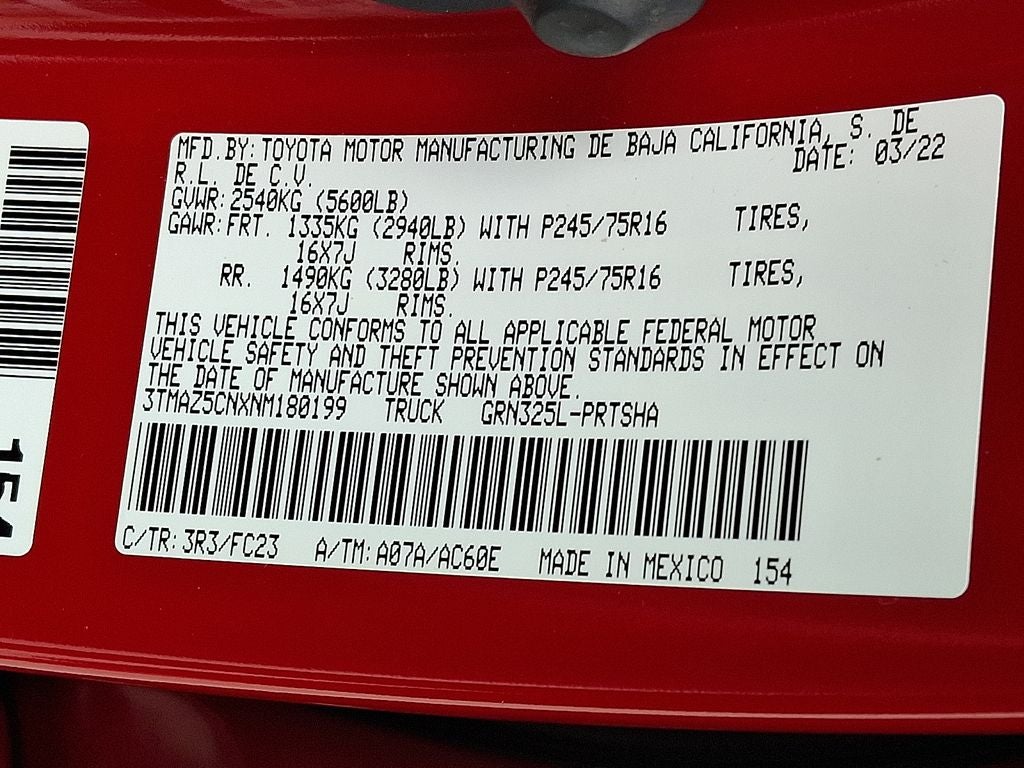 MFD.BY:TOYOTA MOTOR MANUFACTURING DE BAJA CALIFORNIA, S. DE
R.L. DE C.V. DATE: 03/22
GVWR:2540KG (5600LB)
GAWR:FRT. 1335KG (2940LB) WITH P245/75R16 TIRES,
16X7J RIMS.
RR. 1490KG (3280LB) WITH P245/75R16 TIRES,
16X7J RIMS.
THIS VEHICLE CONFORMS TO ALL APPLICABLE FEDERAL MOTOR
VEHICLE SAFETY AND THEFT PREVENTION STANDARDS IN EFFECT ON
THE DATE OF MANUFACTURE SHOWN ABOVE.
3TMAZ5CNXNM180199 TRUCK GRN325L-PRTSHA
C/TR:3R3/FC23 A/TM:A07A/AC60E MADE IN MEXICO 154